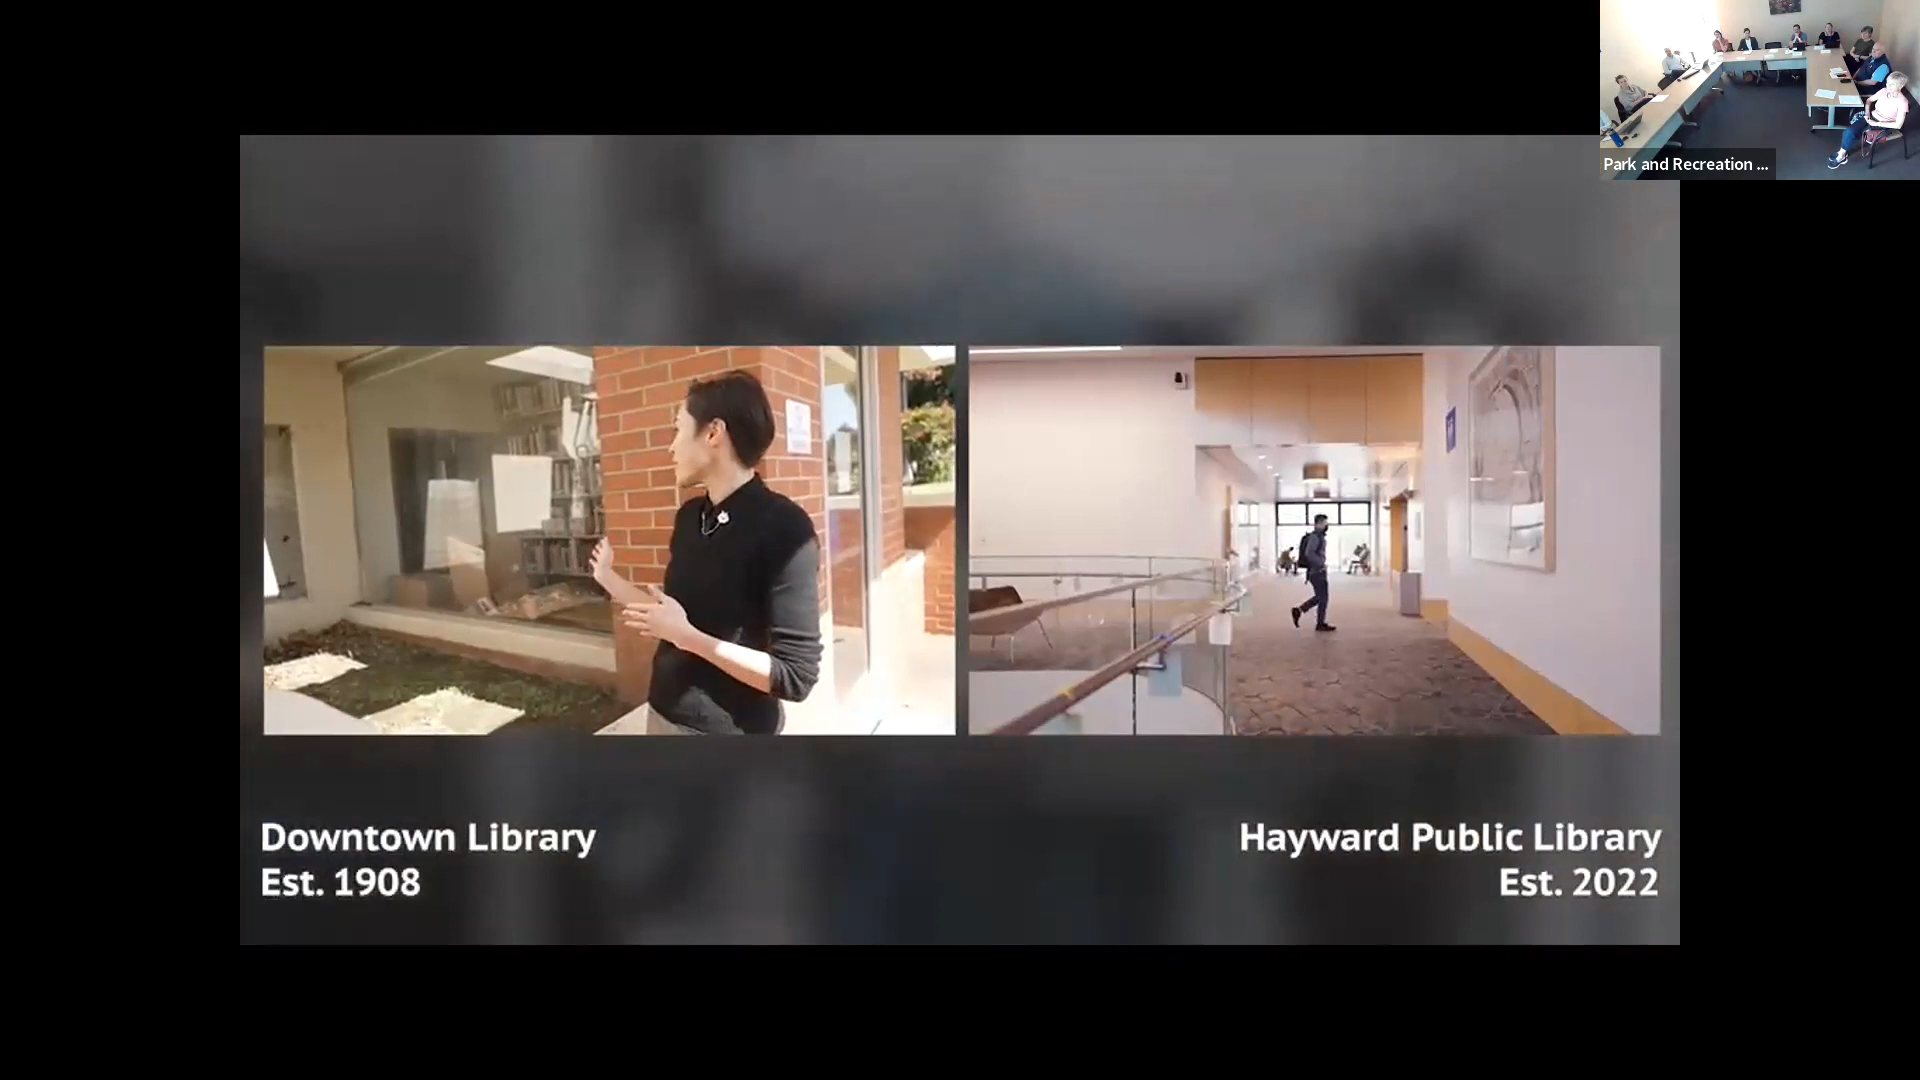 Park and Recreation ...
Downtown Library
Est. 1908
Hayward Public Library
Est. 2022